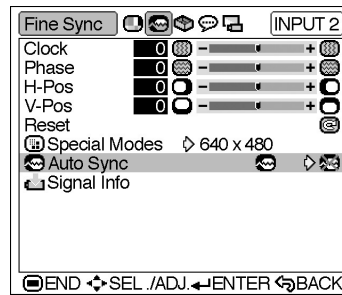 Fine Sync INPUT 2
Clock 0 - +
Phase 0 - +
H-Pos 0 - +
V-Pos 0 - +
Reset
Special Modes 640 x 480
Auto Sync
Signal Info
END SEL ./ADJ. ENTER BACK